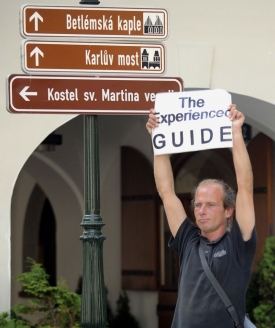 Betlémská kaple
Karlův most
Kostel sv. Martina ve
The
experienced
GUIDE